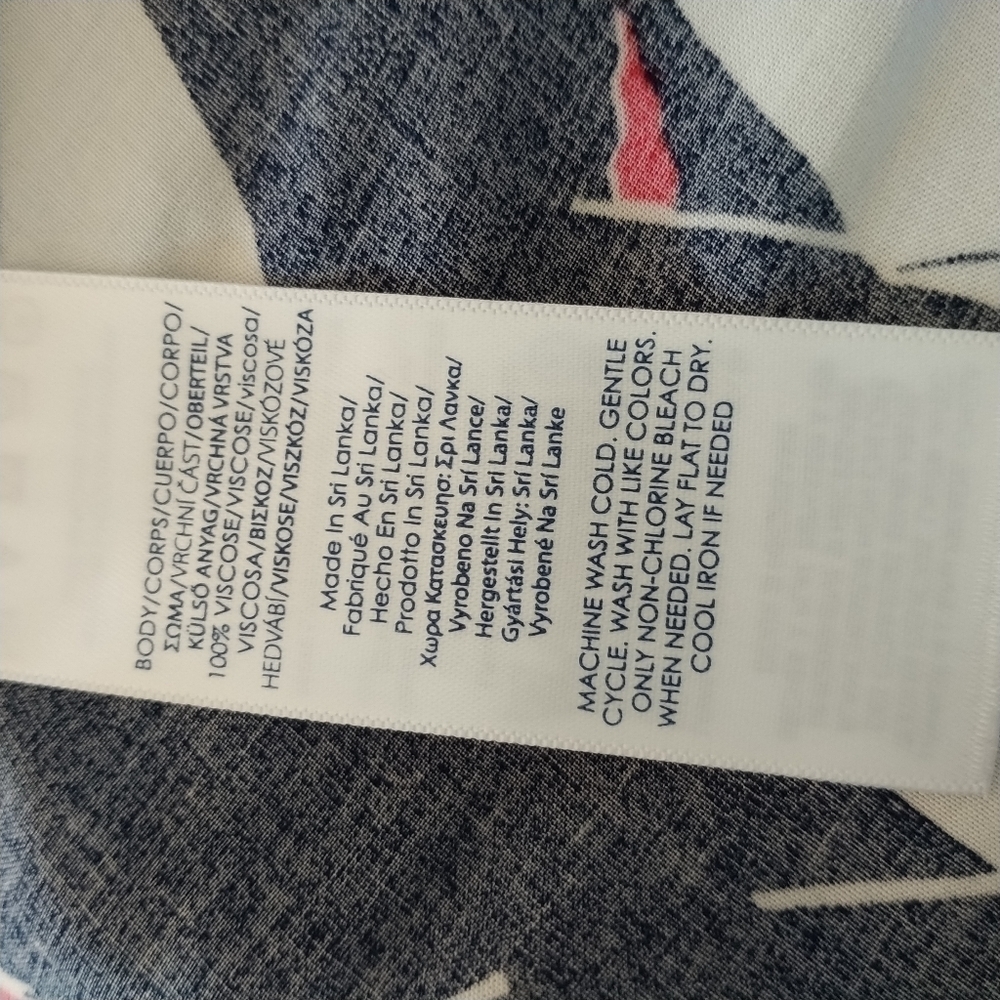 BODY/CORPS/CUERPO/CORPO/
ΣΩΜΑ/VRCHNÍ ČÁST/OBERTEIL/
KÜLSŐ ANYAG/VRCHNÁ VRSTVA
100% VISCOSE/VISCOSE/viscosa/
VISCOSA/ΒΙΣΚΟΖ/VISKÓZOVÉ
HEDVÁBÍ/VISKOSE/VISZKÓZ/VISKÓZA
Made In Sri Lanka/
Fabriqué Au Sri Lanka/
Hecho En Sri Lanka/
Prodotto In Sri Lanka/
Χωρα Κατασκευησ: Σρι Λανκα/
Vyrobeno Na Srí Lance/
Hergestellt In Sri Lanka/
Gyártási Hely: Srí Lanka/
Vyrobené Na Srí Lanke
MACHINE WASH COLD. GENTLE
CYCLE. WASH WITH LIKE COLORS.
ONLY NON-CHLORINE BLEACH
WHEN NEEDED. LAY FLAT TO DRY.
COOL IRON IF NEEDED